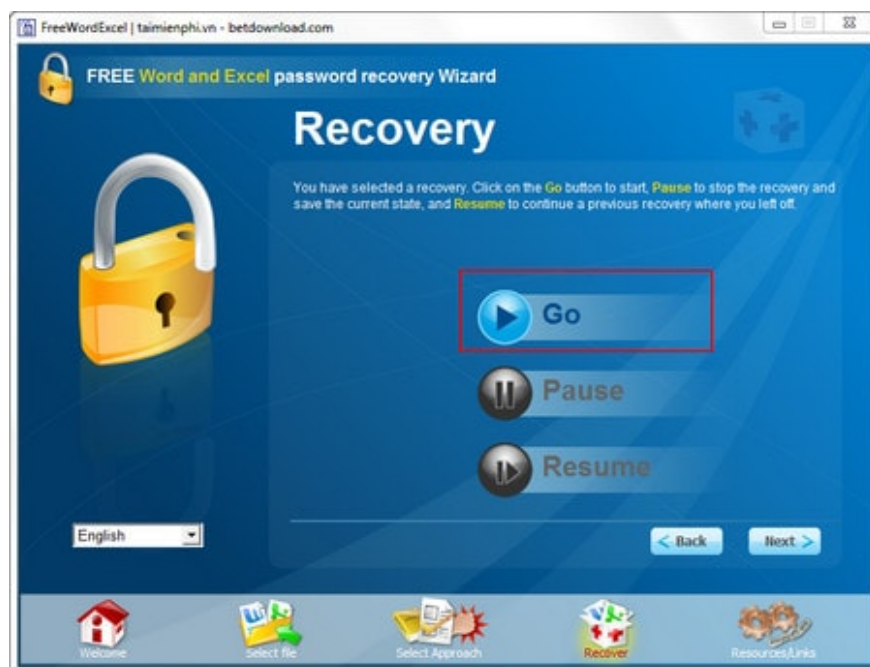 FreeWordExcel | taimienphi.vn - betdownload.com
FREE Word and Excel password recovery Wizard
Recovery
You have selected a recovery. Click on the Go button to start, Pause to stop the recovery and
save the current state, and Resume to continue a previous recovery where you left off.
Go
Pause
Resume
English
< Back
Next >
Welcome
Select file
Select Approach
Recover
Resources/Links